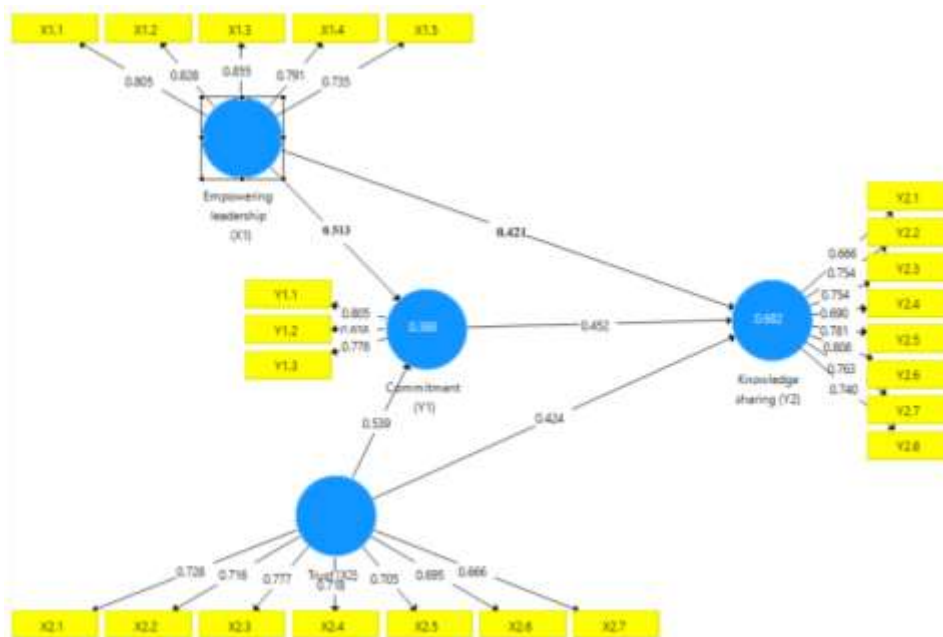 X1.1 X1.2 X1.3 X1.4 X1.5
0.805 0.828 0.855 0.791 0.735
Empowering
leadership
(X1)
0.513
0.421
Y1.1
Y1.2
Y1.3
0.805
0.778
Commitment
(Y1)
0.452
0.539
0.424
Knowledge
sharing (Y2)
0.666
0.754
0.754
0.690
0.781
0.808
0.763
0.740
Y2.1
Y2.2
Y2.3
Y2.4
Y2.5
Y2.6
Y2.7
Y2.8
Trust (X2)
0.728 0.716 0.777 0.718 0.705 0.695 0.666
X2.1 X2.2 X2.3 X2.4 X2.5 X2.6 X2.7